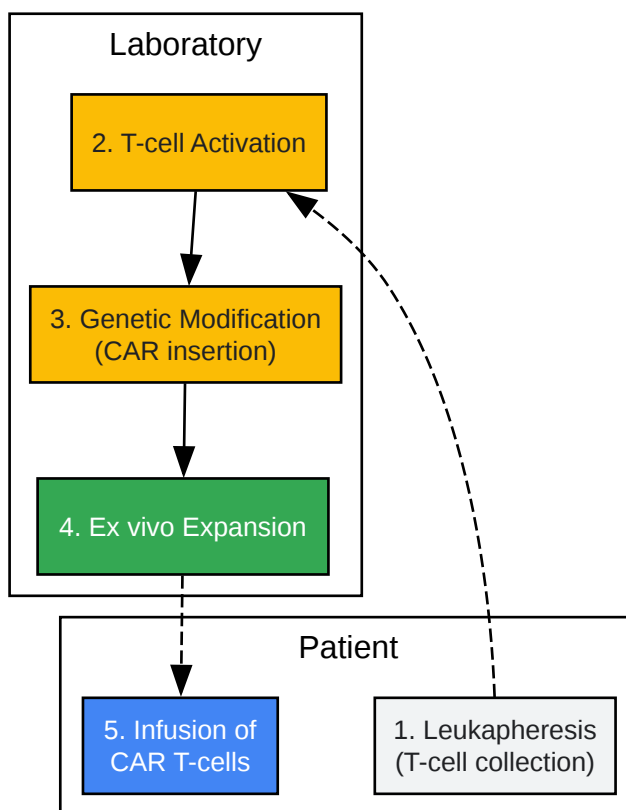 Laboratory
2. T-cell Activation
3. Genetic Modification
(CAR insertion)
4. Ex vivo Expansion
Patient
5. Infusion of
CAR T-cells
1. Leukapheresis
(T-cell collection)